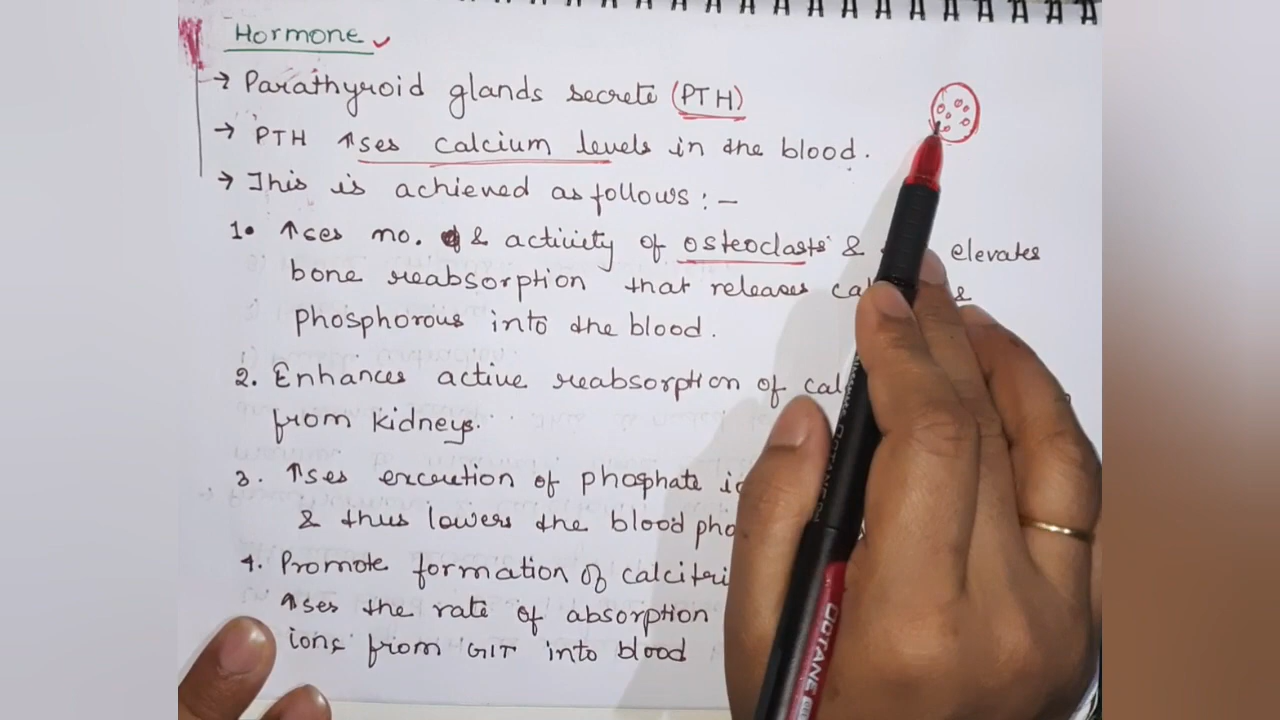 Hormone
→ Parathyroid glands secrete (PTH)
→ PTH ↑ses calcium levels in the blood.
→ This is achieved as follows :-
1. ↑ces no. & activity of osteoclasts & elevates
bone reabsorption that releases &
phosphorous into the blood.
2. Enhances active reabsorption of
from kidneys.
3. ↑ses excretion of phosphate
& thus lowers the blood
4. Promote formation of
↑ses the rate of absorption
ions from GIT into blood
OCTANE